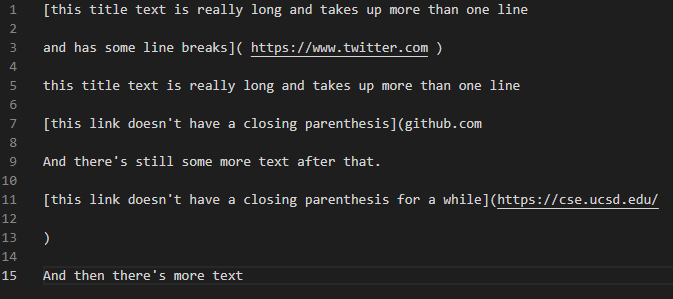 1 [this title text is really long and takes up more than one line
2
3 and has some line breaks]( https://www.twitter.com )
4
5 this title text is really long and takes up more than one line
6
7 [this link doesn't have a closing parenthesis](github.com
8
9 And there's still some more text after that.
10
11 [this link doesn't have a closing parenthesis for a while](https://cse.ucsd.edu/
12
13 )
14
15 And then there's more text